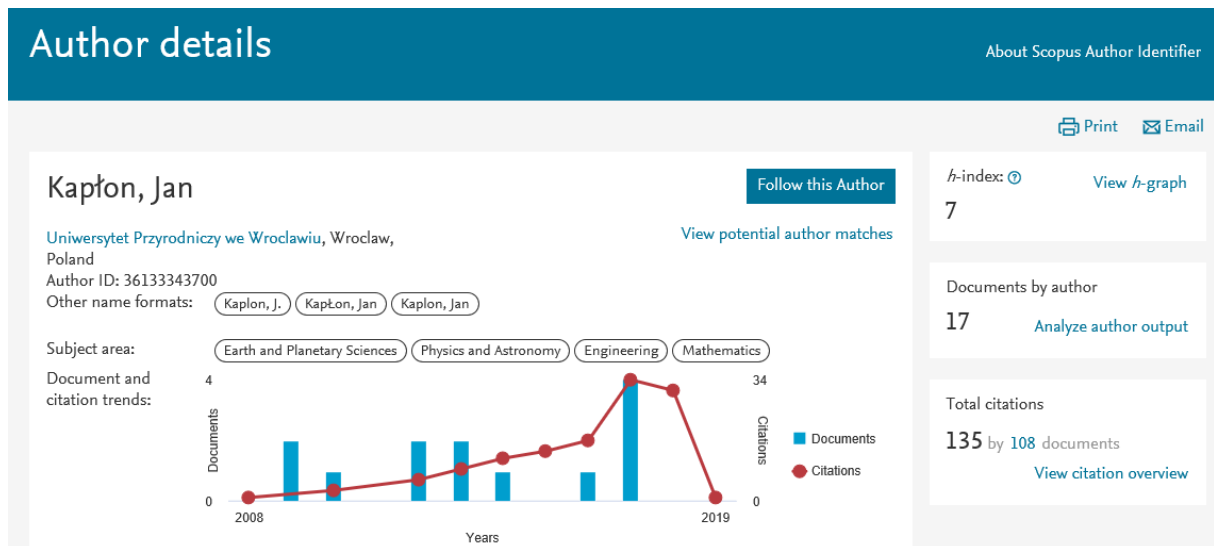 Author details
About Scopus Author Identifier
Print Email
Kapłon, Jan
Follow this Author
Uniwersytet Przyrodniczy we Wroclawiu, Wroclaw,
Poland
View potential author matches
Author ID: 36133343700
Other name formats: Kaplon, J. KapŁon, Jan Kaplon, Jan
Subject area: Earth and Planetary Sciences Physics and Astronomy Engineering Mathematics
Document and
citation trends:
4
34
Documents
Citations
Documents
Citations
0
0
2008
2019
Years
h-index: ?
View h-graph
7
Documents by author
17
Analyze author output
Total citations
135 by 108 documents
View citation overview